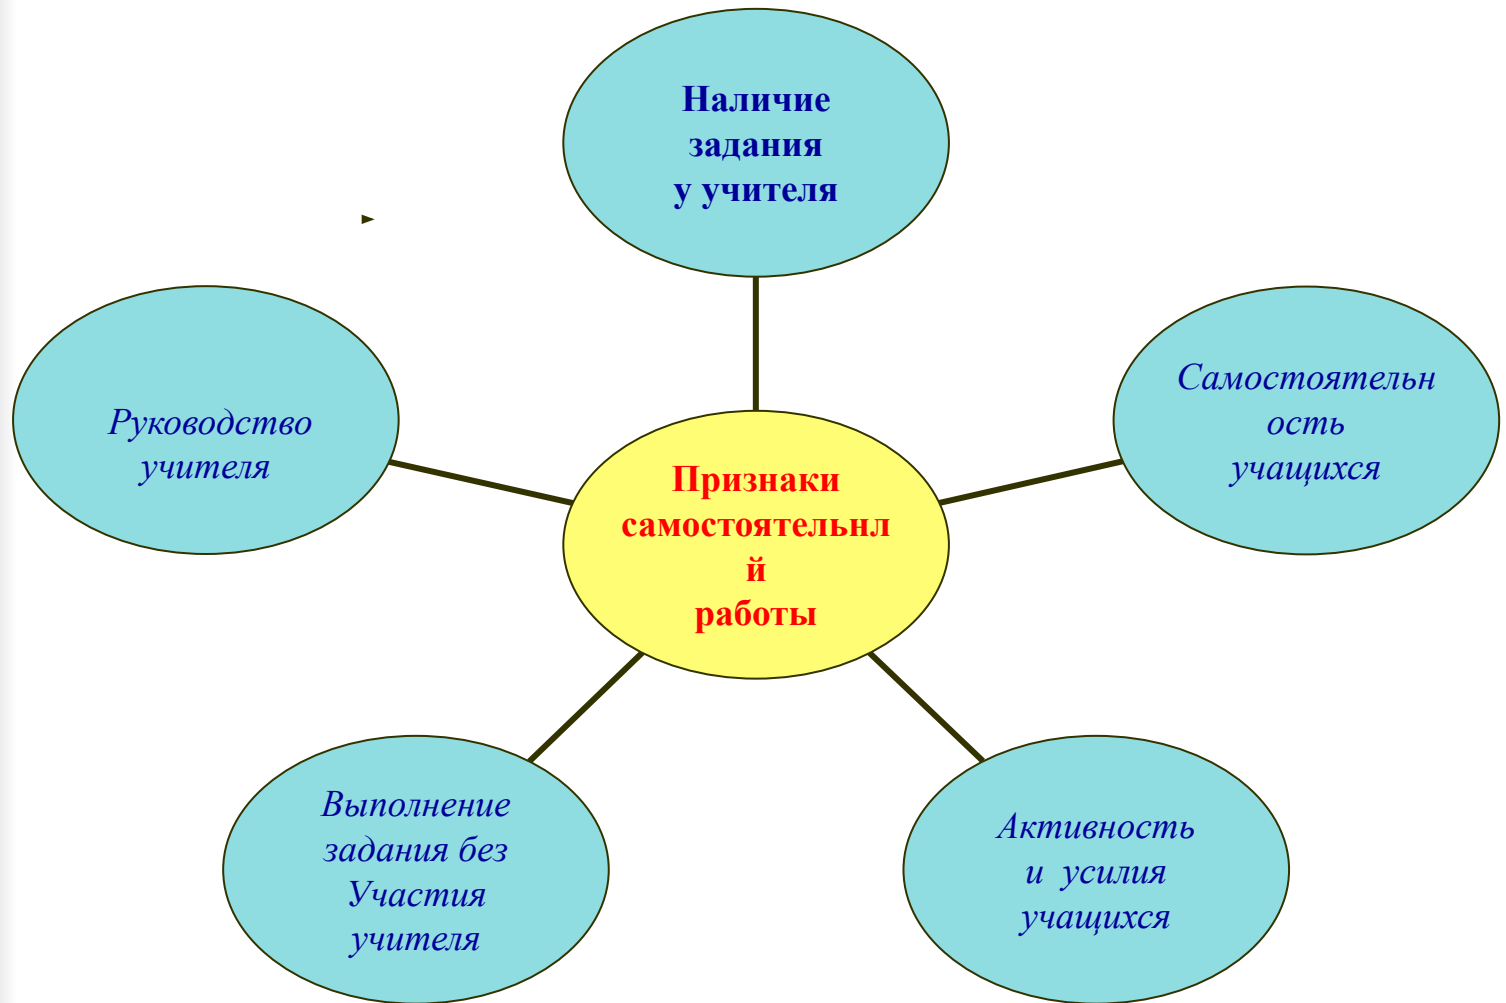 Наличие
задания
у учителя
Руководство
учителя
Самостоятельн
ость
учащихся
Признаки
самостоятельнл
й
работы
Выполнение
задания без
Участия
учителя
Активность
и усилия
учащихся